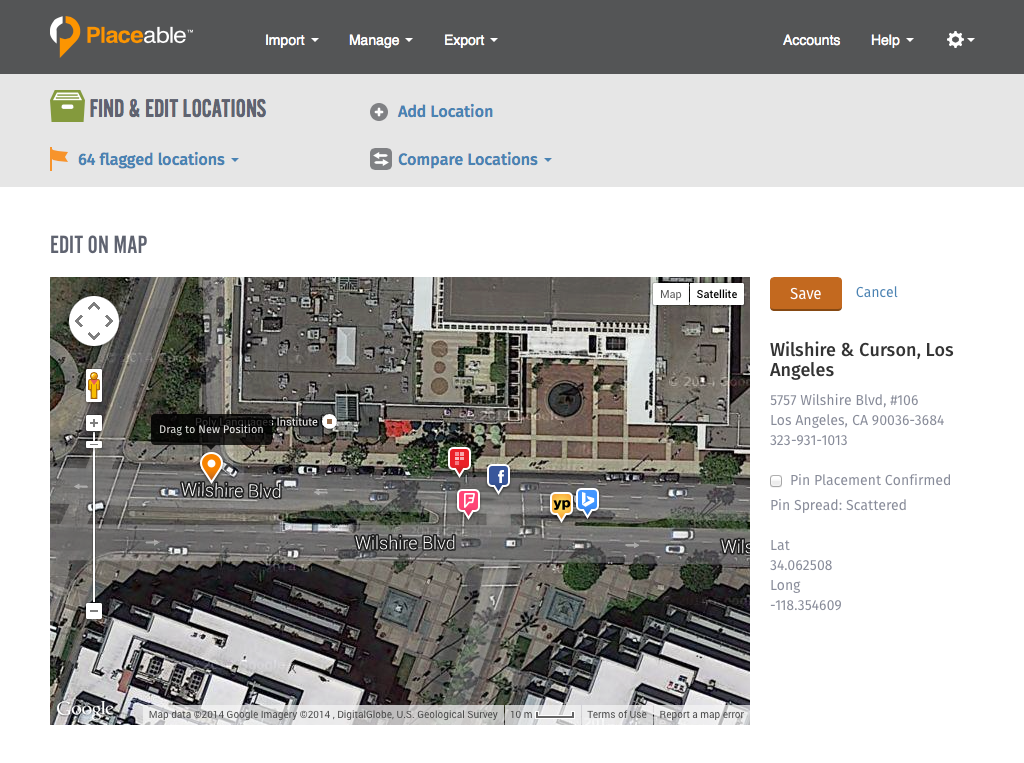 Placeable™
Import
Manage
Export
Accounts
Help
FIND & EDIT LOCATIONS
Add Location
64 flagged locations
Compare Locations
EDIT ON MAP
Map
Satellite
Save
Cancel
Wilshire & Curson, Los
Angeles
5757 Wilshire Blvd, #106
Los Angeles, CA 90036-3684
323-931-1013
Pin Placement Confirmed
Pin Spread: Scattered
Lat
34.062508
Long
-118.354609
Institute
Drag to New Position
f
yp
Wilshire Blvd
Wilshire Blvd
Wils
Google
Map data ©2014 Google Imagery ©2014 , DigitalGlobe, U.S. Geological Survey
10 m
Terms of Use
Report a map error